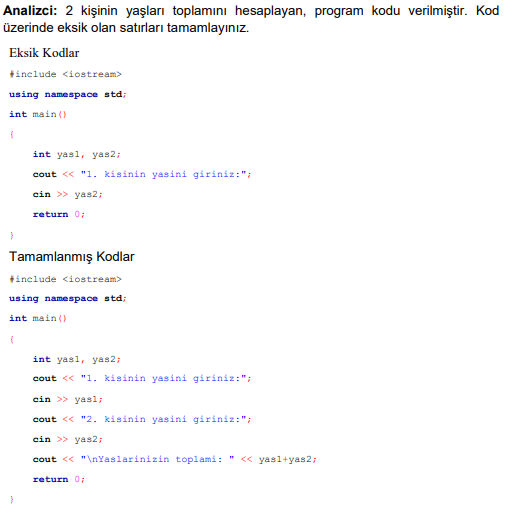 Analizci: 2 kişinin yaşları toplamını hesaplayan, program kodu verilmiştir. Kod
üzerinde eksik olan satırları tamamlayınız.
Eksik Kodlar
#include <iostream>
using namespace std;
int main()
{
int yas1, yas2;
cout << "1. kisinin yasini giriniz:";
cin >> yas2;
return 0;
}
Tamamlanmış Kodlar
#include <iostream>
using namespace std;
int main()
{
int yas1, yas2;
cout << "1. kisinin yasini giriniz:";
cin >> yas1;
cout << "2. kisinin yasini giriniz:";
cin >> yas2;
cout << "\nYaslarinizin toplami: " << yas1+yas2;
return 0;
}